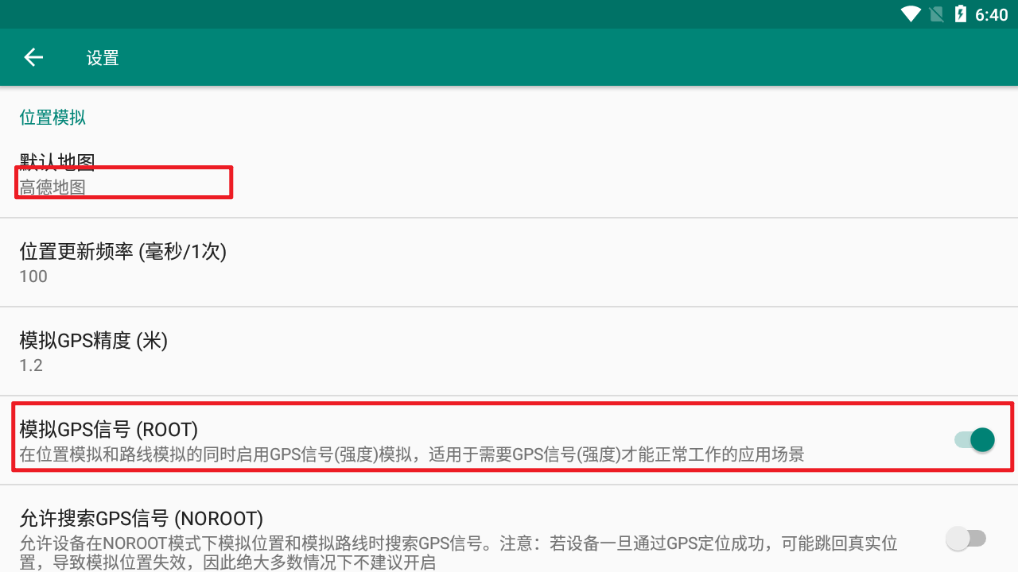 6:40
设置
位置模拟
默认地图
高德地图
位置更新频率 (毫秒/1次)
100
模拟GPS精度 (米)
1.2
模拟GPS信号 (ROOT)
在位置模拟和路线模拟的同时启用GPS信号(强度)模拟，适用于需要GPS信号(强度)才能正常工作的应用场景
允许搜索GPS信号 (NOROOT)
允许设备在NOROOT模式下模拟位置和模拟路线时搜索GPS信号。注意：若设备一旦通过GPS定位成功，可能跳回真实位
置，导致模拟位置失效，因此绝大多数情况下不建议开启